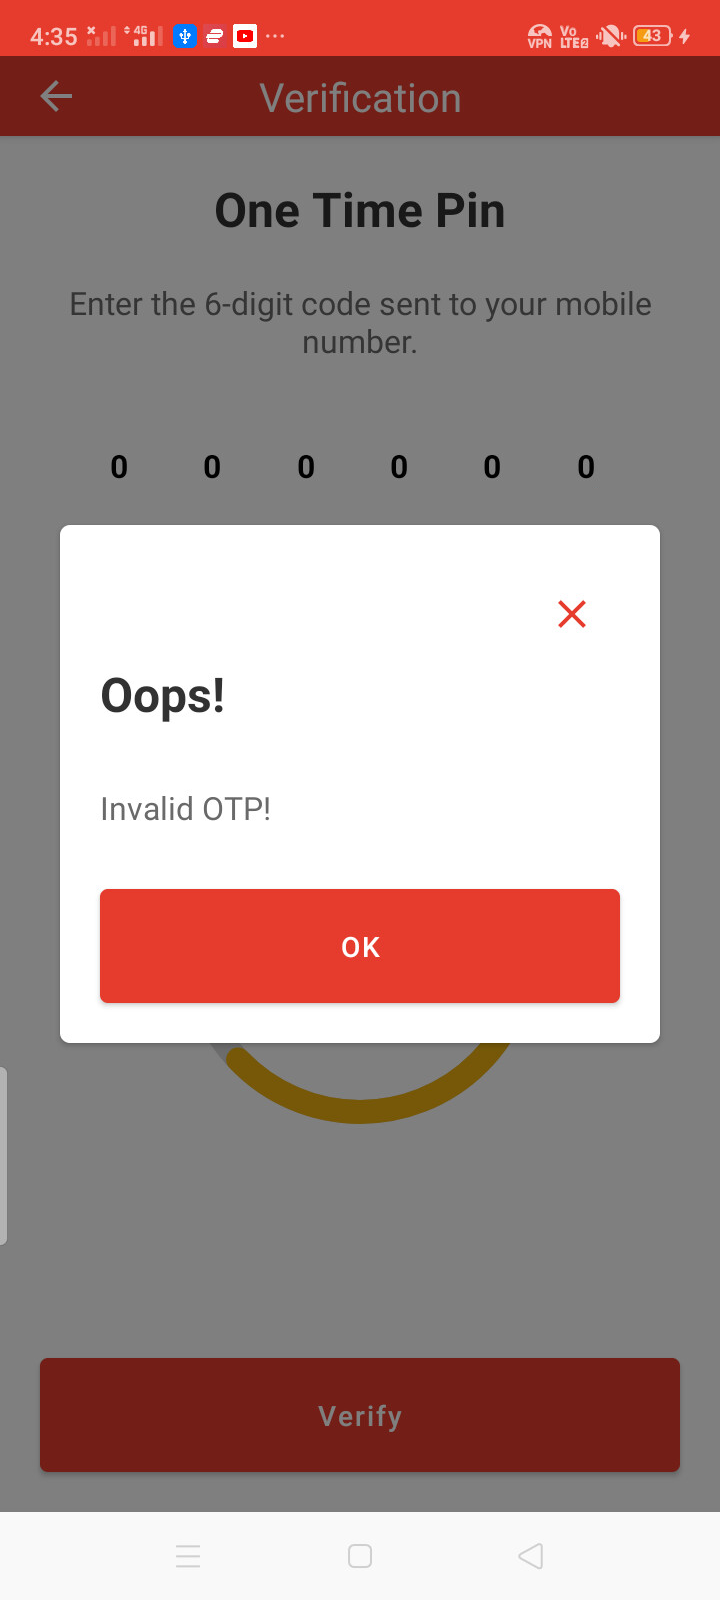 4:35 4G VPN Vo LTE2 43
Verification
One Time Pin
Enter the 6-digit code sent to your mobile
number.
0 0 0 0 0 0
Oops!
Invalid OTP!
OK
Verify